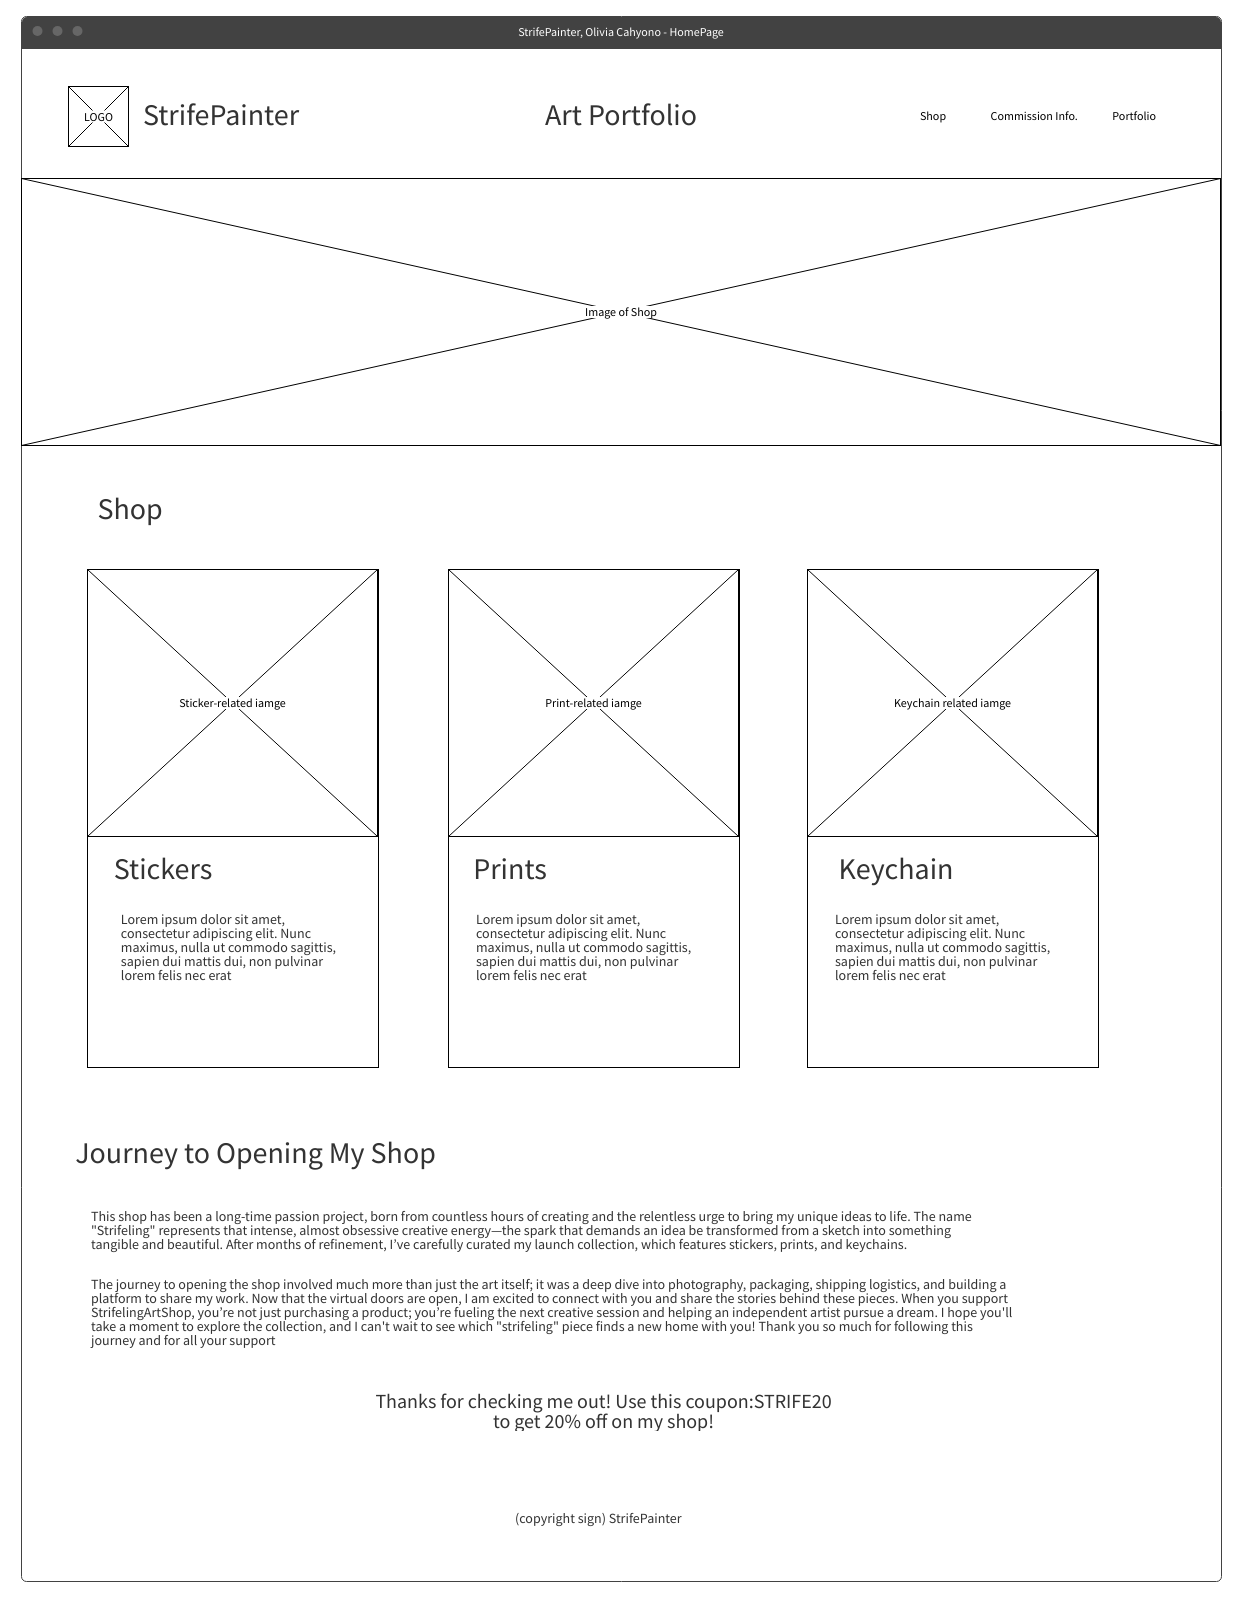 StrifePainter, Olivia Cahyono - HomePage
LOGO
StrifePainter
Art Portfolio
Shop
Commission Info.
Portfolio
Image of Shop
Shop
Sticker-related iamge
Print-related iamge
Keychain related iamge
Stickers
Lorem ipsum dolor sit amet,
consectetur adipiscing elit. Nunc
maximus, nulla ut commodo sagittis,
sapien dui mattis dui, non pulvinar
lorem felis nec erat
Prints
Lorem ipsum dolor sit amet,
consectetur adipiscing elit. Nunc
maximus, nulla ut commodo sagittis,
sapien dui mattis dui, non pulvinar
lorem felis nec erat
Keychain
Lorem ipsum dolor sit amet,
consectetur adipiscing elit. Nunc
maximus, nulla ut commodo sagittis,
sapien dui mattis dui, non pulvinar
lorem felis nec erat
Journey to Opening My Shop
This shop has been a long-time passion project, born from countless hours of creating and the relentless urge to bring my unique ideas to life. The name
"Strifeling" represents that intense, almost obsessive creative energy—the spark that demands an idea be transformed from a sketch into something
tangible and beautiful. After months of refinement, I’ve carefully curated my launch collection, which features stickers, prints, and keychains.
The journey to opening the shop involved much more than just the art itself; it was a deep dive into photography, packaging, shipping logistics, and building a
platform to share my work. Now that the virtual doors are open, I am excited to connect with you and share the stories behind these pieces. When you support
StrifelingArtShop, you’re not just purchasing a product; you’re fueling the next creative session and helping an independent artist pursue a dream. I hope you'll
take a moment to explore the collection, and I can't wait to see which "strifeling" piece finds a new home with you! Thank you so much for following this
journey and for all your support
Thanks for checking me out! Use this coupon:STRIFE20
to get 20% off on my shop!
(copyright sign) StrifePainter